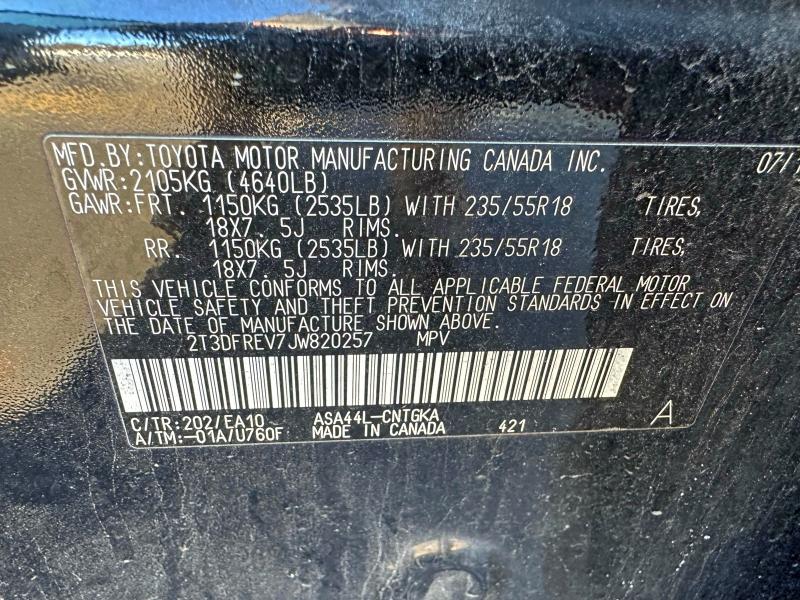 MFD. BY: TOYOTA MOTOR MANUFACTURING CANADA INC. 07/1
GVWR: 2105KG (4640LB)
GAWR: FRT. 1150KG (2535LB) WITH 235/55R18 TIRES,
18X7. 5J RIMS.
RR. 1150KG (2535LB) WITH 235/55R18 TIRES,
18X7. 5J RIMS.
THIS VEHICLE CONFORMS TO ALL APPLICABLE FEDERAL MOTOR
VEHICLE SAFETY AND THEFT PREVENTION STANDARDS IN EFFECT ON
THE DATE OF MANUFACTURE SHOWN ABOVE.
2T3DFREV7JW820257 MPV
C/TR: 202/EA10 ASA44L-CNTGKA A
A/TM: -01A/U760F MADE IN CANADA 421